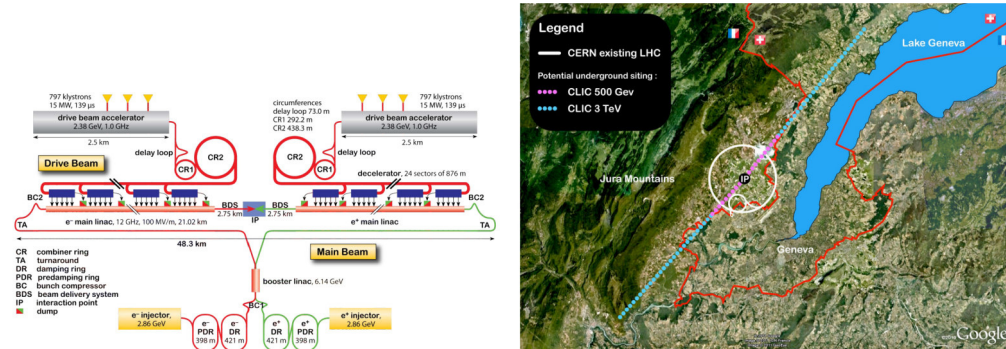 797 klystrons
15 MW, 139 µs
drive beam accelerator
2.38 GeV, 1.0 GHz
2.5 km
delay loop
CR1
CR2
circumferences
delay loop 73.0 m
CR1 292.2 m
CR2 438.3 m
CR2
CR1
delay loop
797 klystrons
15 MW, 139 µs
drive beam accelerator
2.38 GeV, 1.0 GHz
2.5 km
Drive Beam
decelerator, 24 sectors of 876 m
BC2
BC2
BDS
2.75 km
IP
BDS
2.75 km
TA
e⁻ main linac, 12 GHz, 100 MV/m, 21.02 km
e⁺ main linac
TA
48.3 km
Main Beam
CR combiner ring
TA turnaround
DR damping ring
PDR predamping ring
BC bunch compressor
BDS beam delivery system
IP interaction point
dump
booster linac, 6.14 GeV
BC1
e⁻ injector,
2.86 GeV
e⁻
PDR
398 m
e⁻
DR
421 m
e⁺
DR
421 m
e⁺
PDR
398 m
e⁺ injector,
2.86 GeV
Legend
CERN existing LHC
Potential underground siting :
CLIC 500 Gev
CLIC 3 TeV
Lake Geneva
Jura Mountains
IP
Geneva
Google